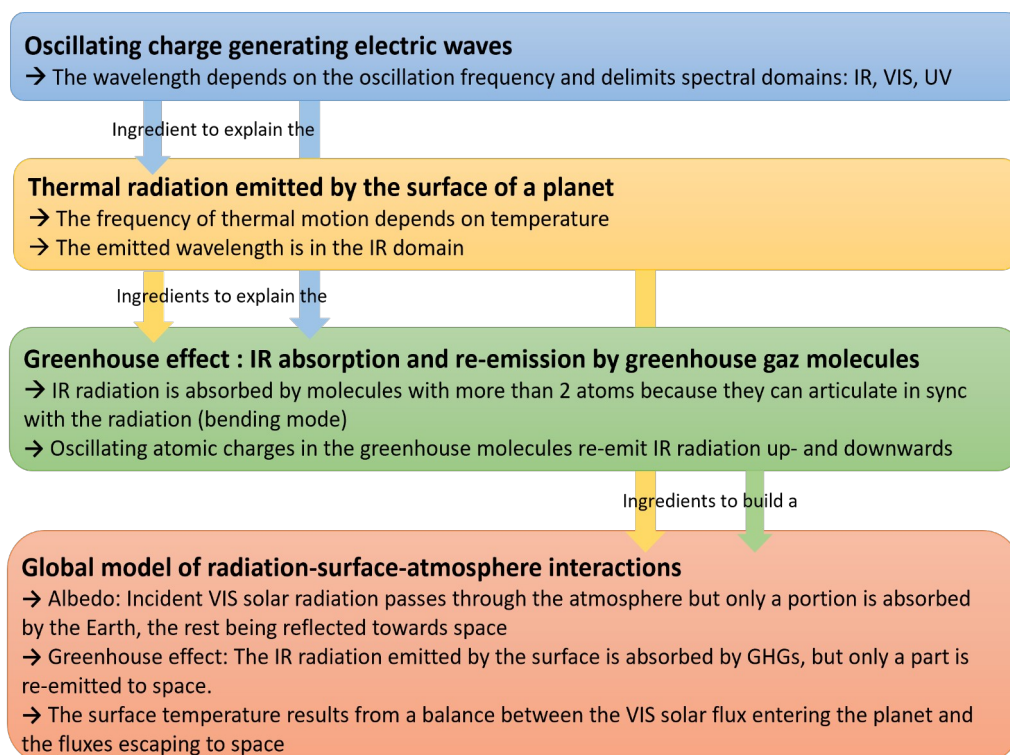 Oscillating charge generating electric waves
→ The wavelength depends on the oscillation frequency and delimits spectral domains: IR, VIS, UV
Ingredient to explain the
Thermal radiation emitted by the surface of a planet
→ The frequency of thermal motion depends on temperature
→ The emitted wavelength is in the IR domain
Ingredients to explain the
Greenhouse effect : IR absorption and re-emission by greenhouse gaz molecules
→ IR radiation is absorbed by molecules with more than 2 atoms because they can articulate in sync
with the radiation (bending mode)
→ Oscillating atomic charges in the greenhouse molecules re-emit IR radiation up- and downwards
Ingredients to build a
Global model of radiation-surface-atmosphere interactions
→ Albedo: Incident VIS solar radiation passes through the atmosphere but only a portion is absorbed
by the Earth, the rest being reflected towards space
→ Greenhouse effect: The IR radiation emitted by the surface is absorbed by GHGs, but only a part is
re-emitted to space.
→ The surface temperature results from a balance between the VIS solar flux entering the planet and
the fluxes escaping to space